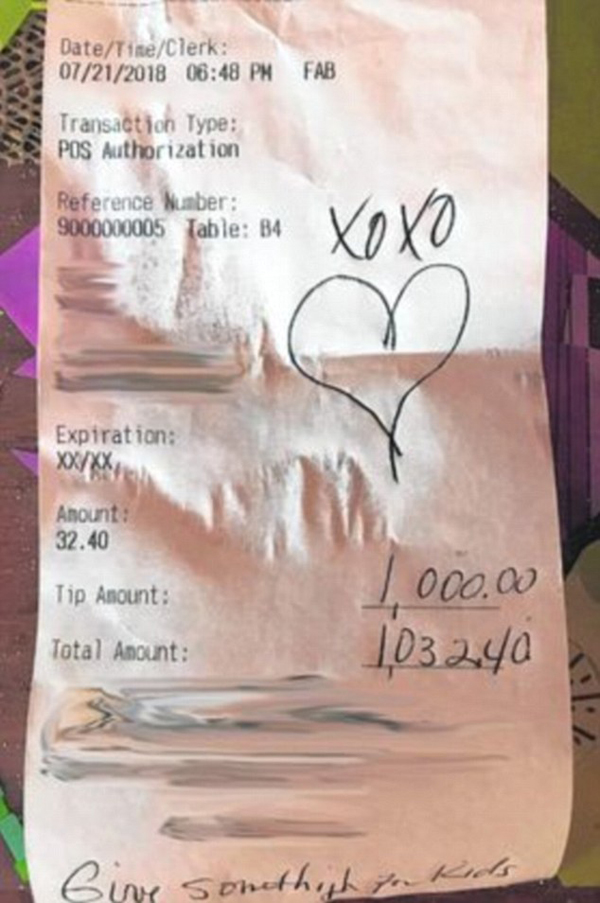 Date/Time/Clerk:
07/21/2018 06:48 PM FAB
Transaction Type:
POS Authorization
Reference Number:
9000000005 Table: B4
XOXO
Expiration:
XX/XX
Amount:
32.40
Tip Amount: 1,000.00
Total Amount: 1,032.40
Give somethigh for Kids